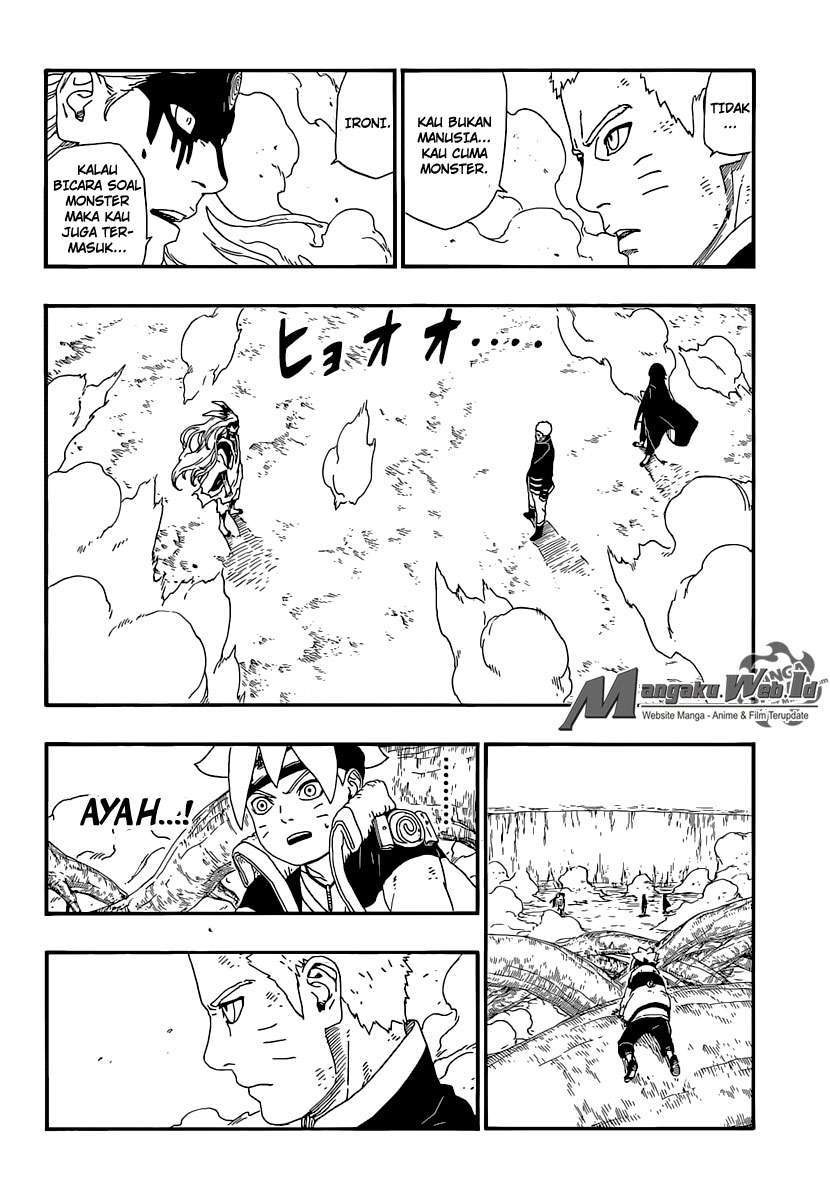 TIDAK
...
KAU BUKAN
MANUSIA...
KAU CUMA
MONSTER.
IRONI.
KALAU
BICARA SOAL
MONSTER
MAKA KAU
JUGA TER-
MASUK...
ヒョオオ....
MANGA
Mangaku.Web.Id
Website Manga - Anime & Film Terupdate
AYAH...!